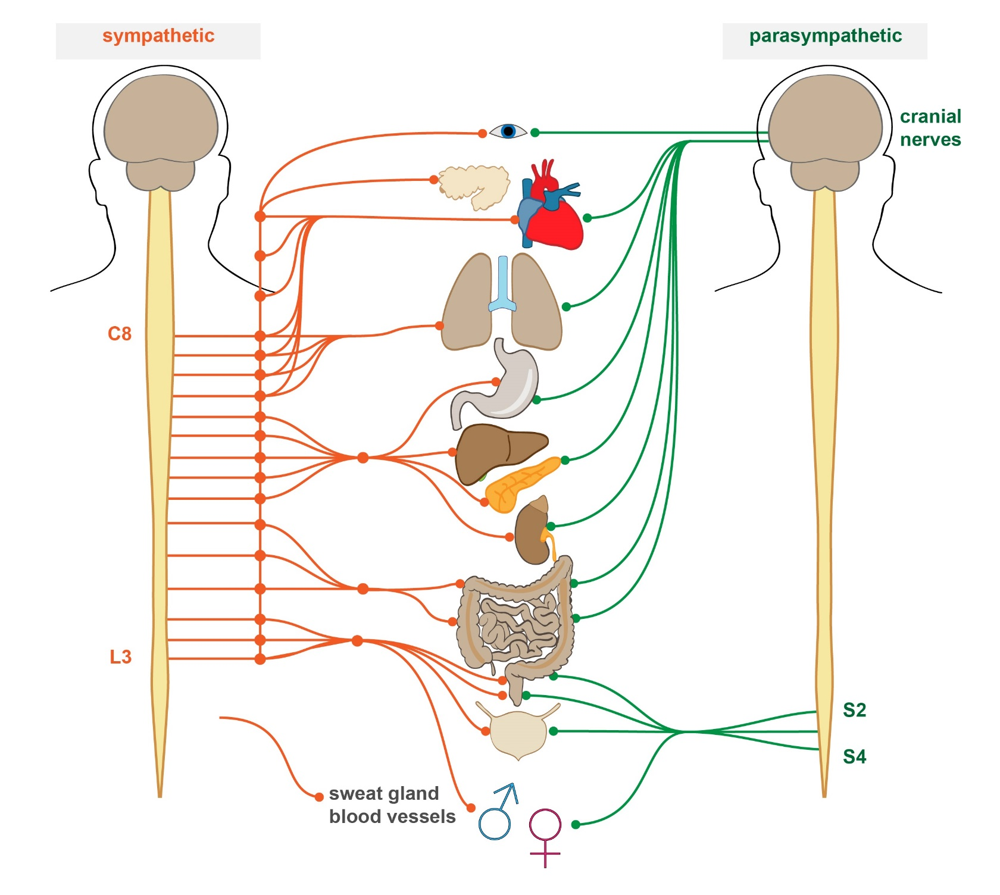 sympathetic
parasympathetic
cranial
nerves
C8
L3
S2
S4
sweat gland
blood vessels